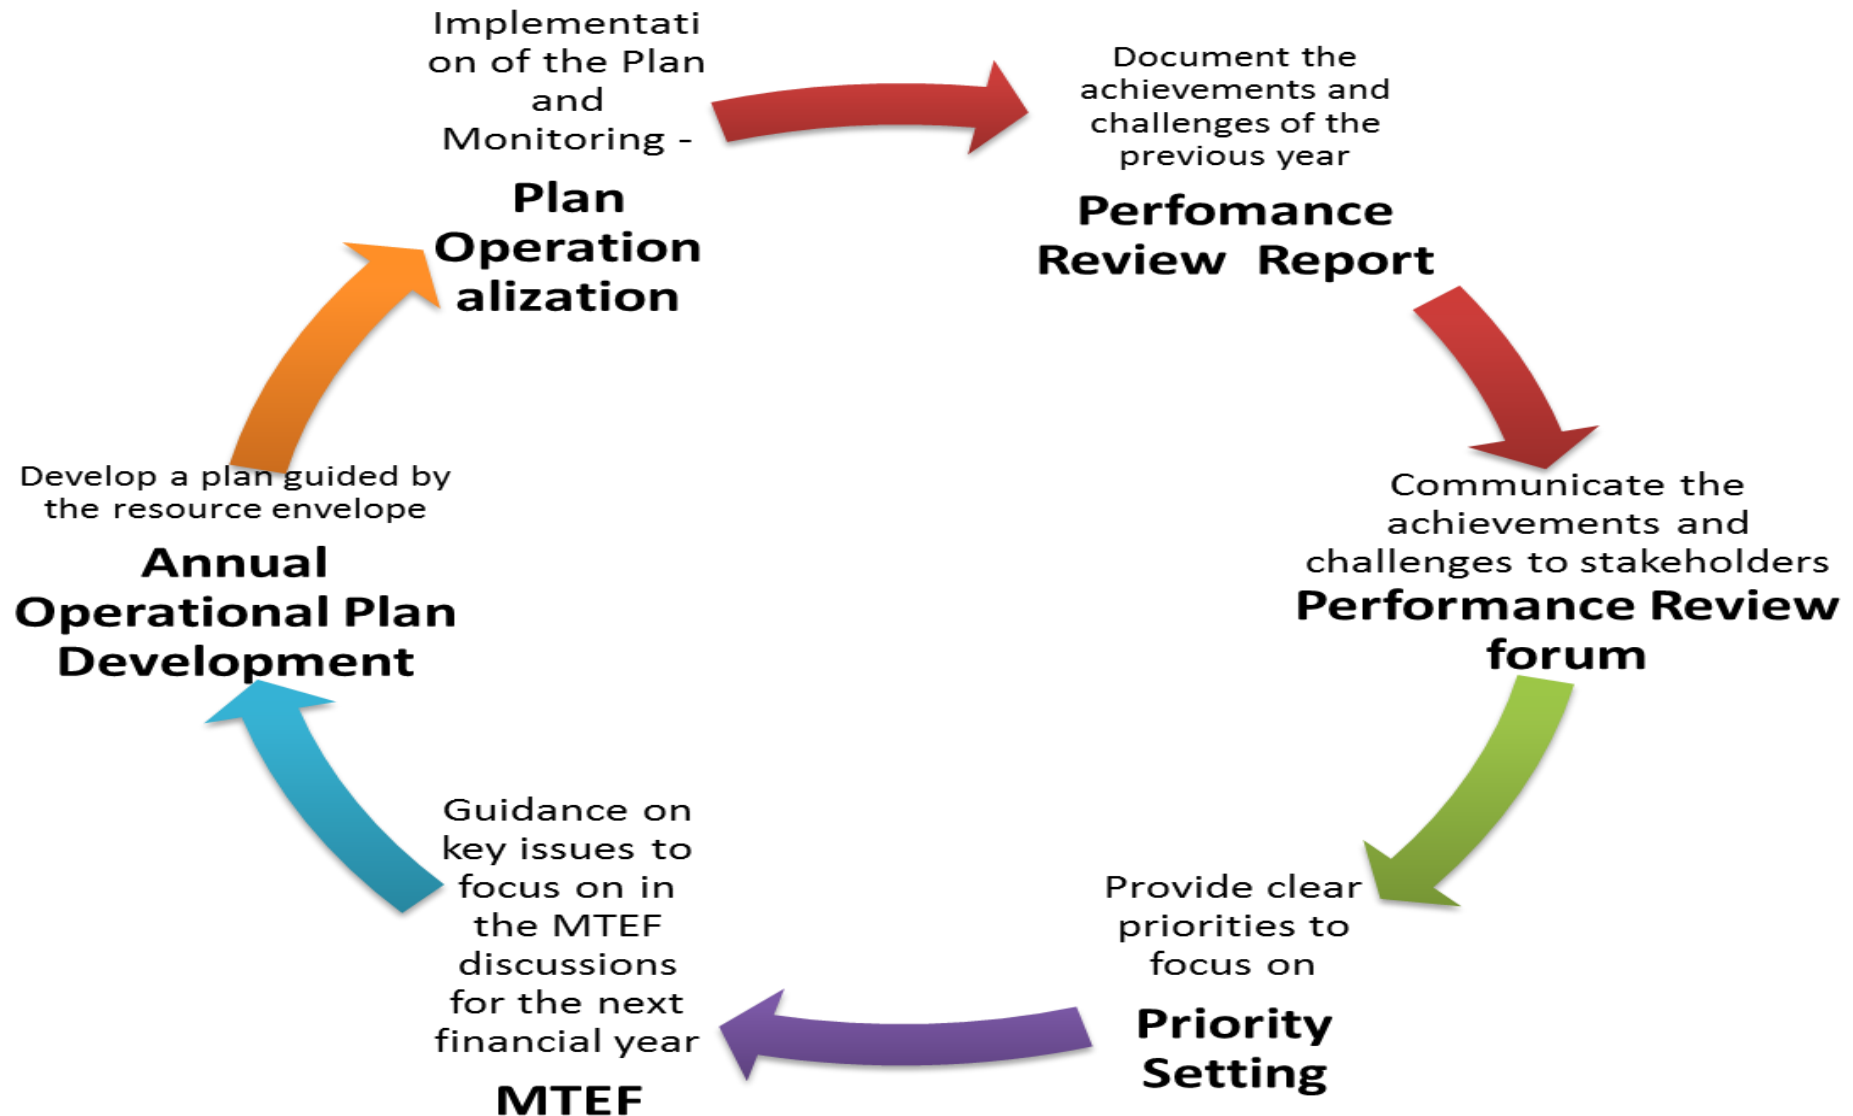 Implementati
on of the Plan
and
Monitoring -
Plan
Operation
alization
Document the
achievements and
challenges of the
previous year
Perfomance
Review Report
Communicate the
achievements and
challenges to stakeholders
Performance Review
forum
Provide clear
priorities to
focus on
Priority
Setting
Guidance on
key issues to
focus on in
the MTEF
discussions
for the next
financial year
MTEF
Develop a plan guided by
the resource envelope
Annual
Operational Plan
Development